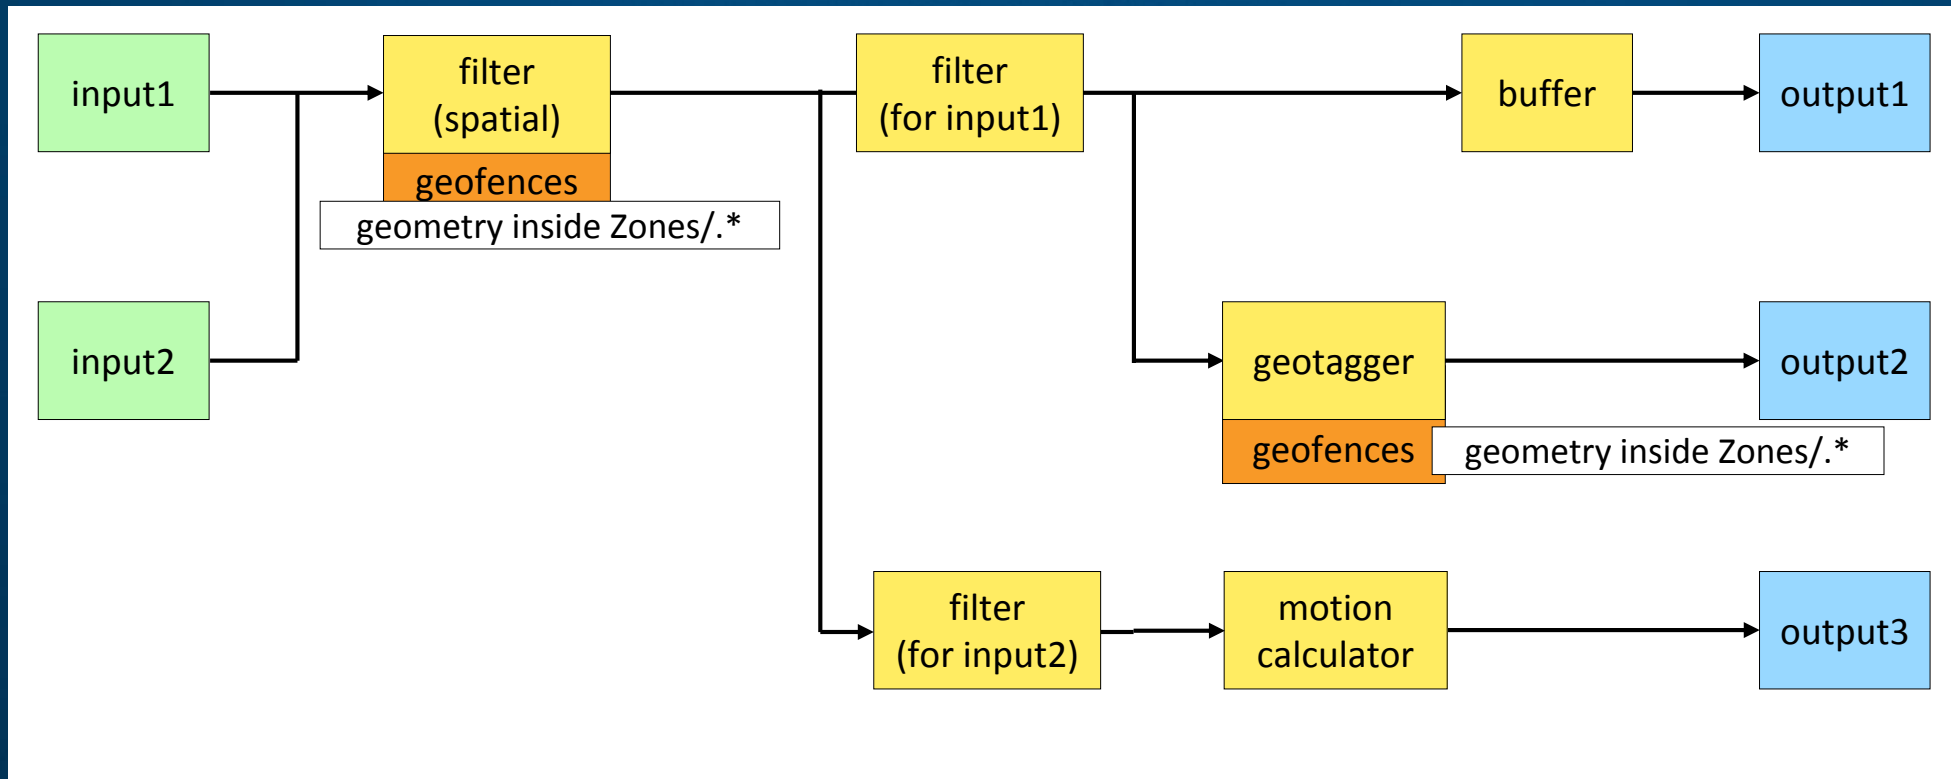 input1
filter
(spatial)
geofences
geometry inside Zones/.*
filter
(for input1)
buffer
output1
input2
geotagger
geofences
geometry inside Zones/.*
output2
filter
(for input2)
motion
calculator
output3